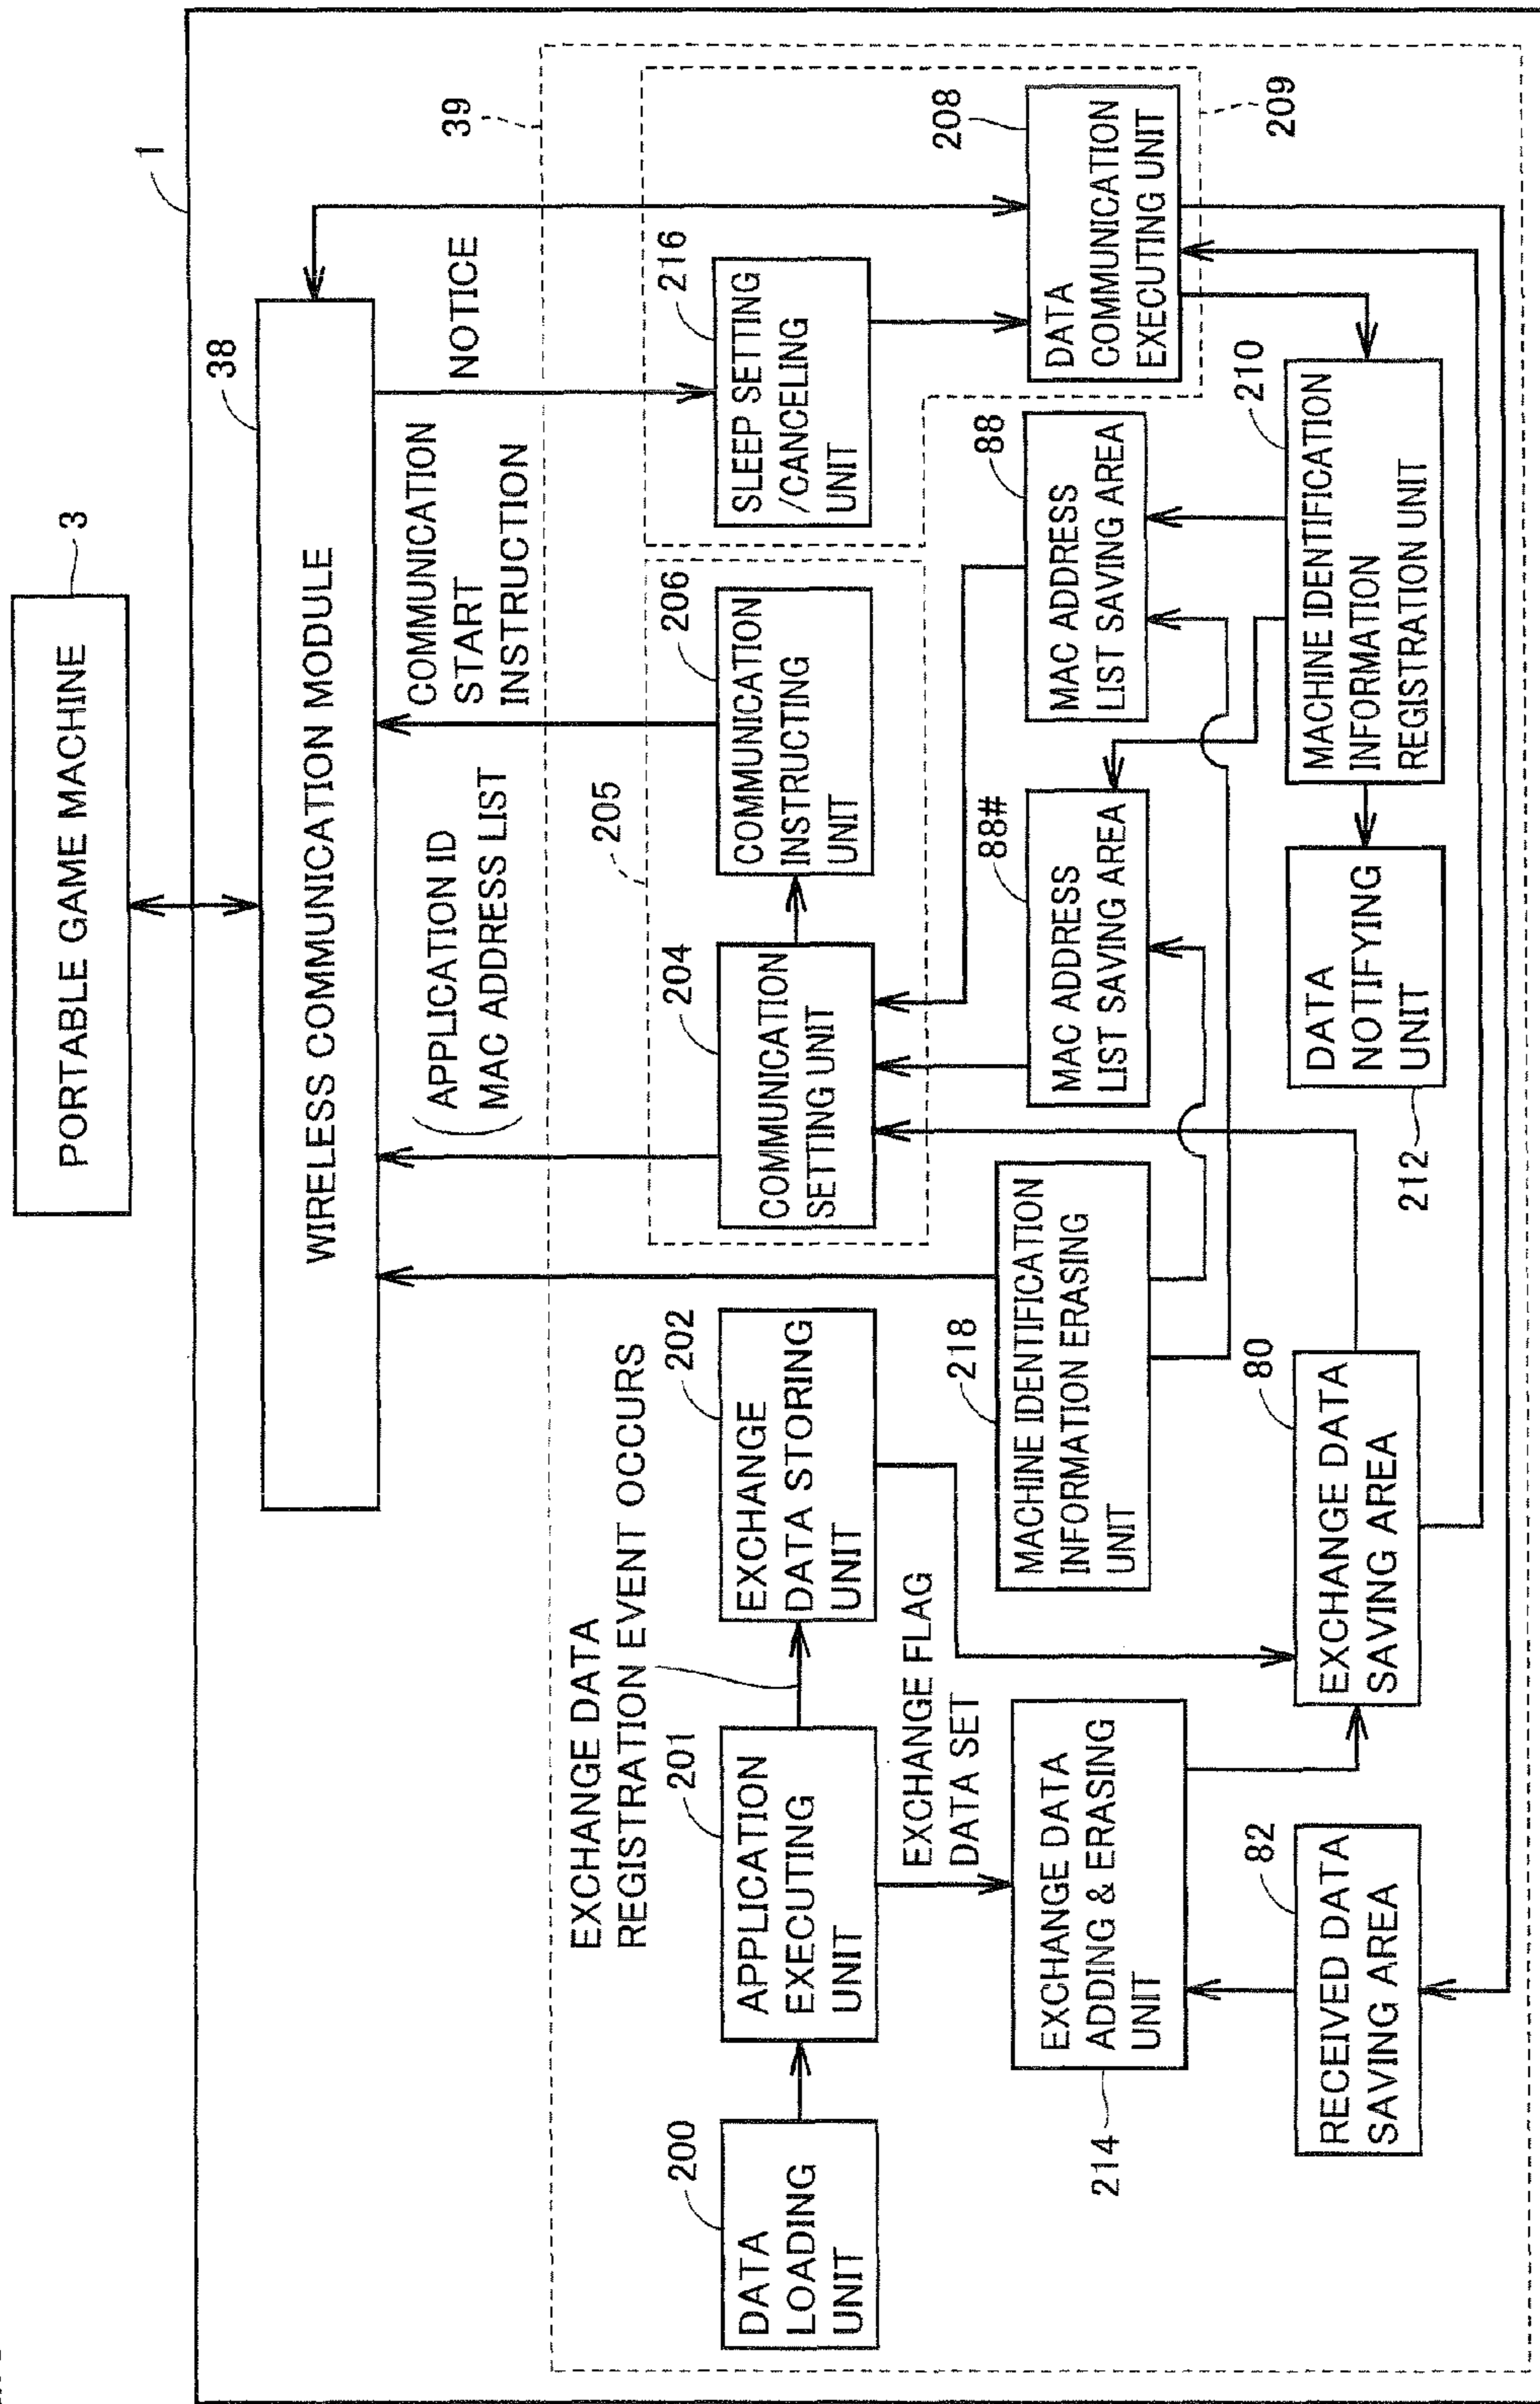 PORTABLE GAME MACHINE
3
1
WIRELESS COMMUNICATION MODULE
38
39
EXCHANGE DATA
REGISTRATION EVENT OCCURS
(APPLICATION ID
MAC ADDRESS LIST)
COMMUNICATION
START
INSTRUCTION
NOTICE
200
DATA
LOADING
UNIT
201
APPLICATION
EXECUTING
UNIT
202
EXCHANGE
DATA STORING
UNIT
204
COMMUNICATION
SETTING UNIT
205
206
COMMUNICATION
INSTRUCTING
UNIT
216
SLEEP SETTING
/CANCELING
UNIT
EXCHANGE FLAG
DATA SET
214
EXCHANGE DATA
ADDING & ERASING
UNIT
218
MACHINE IDENTIFICATION
INFORMATION ERASING
UNIT
88#
MAC ADDRESS
LIST SAVING AREA
88
MAC ADDRESS
LIST SAVING AREA
208
DATA
COMMUNICATION
EXECUTING UNIT
209
82
RECEIVED DATA
SAVING AREA
80
EXCHANGE DATA
SAVING AREA
212
DATA
NOTIFYING
UNIT
210
MACHINE IDENTIFICATION
INFORMATION
REGISTRATION UNIT